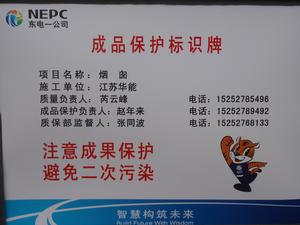 NEPC
东电一公司
成品保护标识牌
项目名称： 烟 囱
施工单位： 江苏华能
质量负责人： 芮云峰 电话：15252785496
成品保护负责人： 赵年来 电话：15252789492
质保部监督人： 张同波 电话：15252768133
注意成果保护
避免二次污染
智慧构筑未来
Build Future With Wisdom